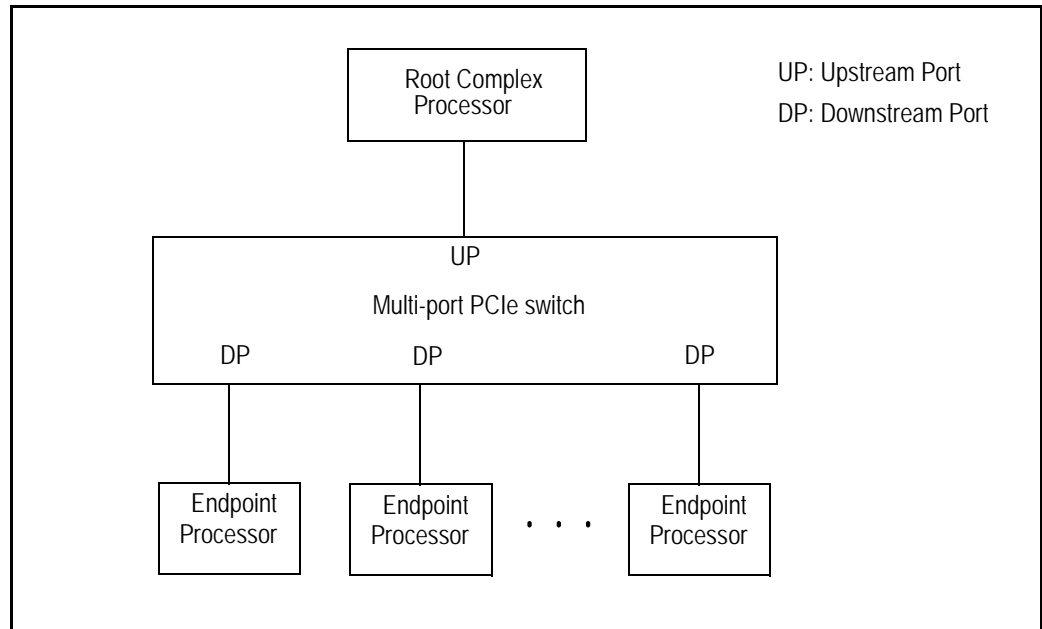 Root Complex
Processor
UP: Upstream Port
DP: Downstream Port
UP
Multi-port PCIe switch
DP
DP
DP
Endpoint
Processor
Endpoint
Processor
. . .
Endpoint
Processor